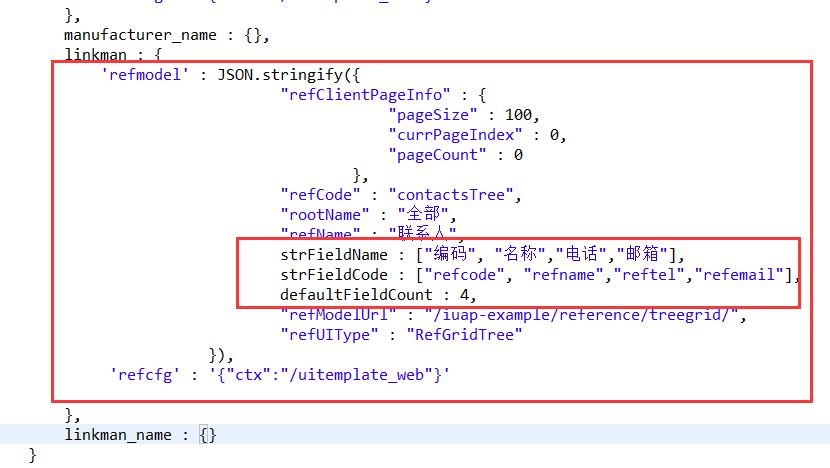 },
manufacturer_name : {},
linkman : {
'refmodel' : JSON.stringify({
"refClientPageInfo" : {
"pageSize" : 100,
"currPageIndex" : 0,
"pageCount" : 0
},
"refCode" : "contactsTree",
"rootName" : "全部",
"refName" : "联系人",
strFieldName : ["编码", "名称","电话","邮箱"],
strFieldCode : ["refcode", "refname","reftel","refemail"],
defaultFieldCount : 4,
"refModelUrl" : "/iuap-example/reference/treegrid/",
"refUIType" : "RefGridTree"
}),
'refcfg' : '{"ctx":"/uitemplate_web"}'
},
linkman_name : {}
}